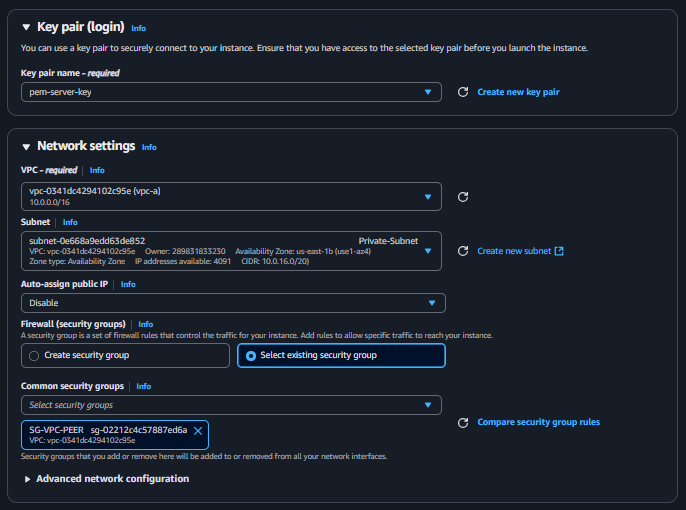 Key pair (login) Info
You can use a key pair to securely connect to your instance. Ensure that you have access to the selected key pair before you launch the instance.
Key pair name - required
pem-server-key
Create new key pair
Network settings Info
VPC - required | Info
vpc-0341dc4294102c95e (vpc-a)
10.0.0.0/16
Subnet | Info
subnet-0e668a9edd63de852 Private-Subnet
VPC: vpc-0341dc4294102c95e Owner: 289831833230 Availability Zone: us-east-1b (use1-az4)
Zone type: Availability Zone IP addresses available: 4091 CIDR: 10.0.16.0/20)
Create new subnet
Auto-assign public IP | Info
Disable
Firewall (security groups) | Info
A security group is a set of firewall rules that control the traffic for your instance. Add rules to allow specific traffic to reach your instance.
Create security group
Select existing security group
Common security groups | Info
Select security groups
SG-VPC-PEER sg-02212c4c57887ed6a
VPC: vpc-0341dc4294102c95e
Compare security group rules
Security groups that you add or remove here will be added to or removed from all your network interfaces.
Advanced network configuration